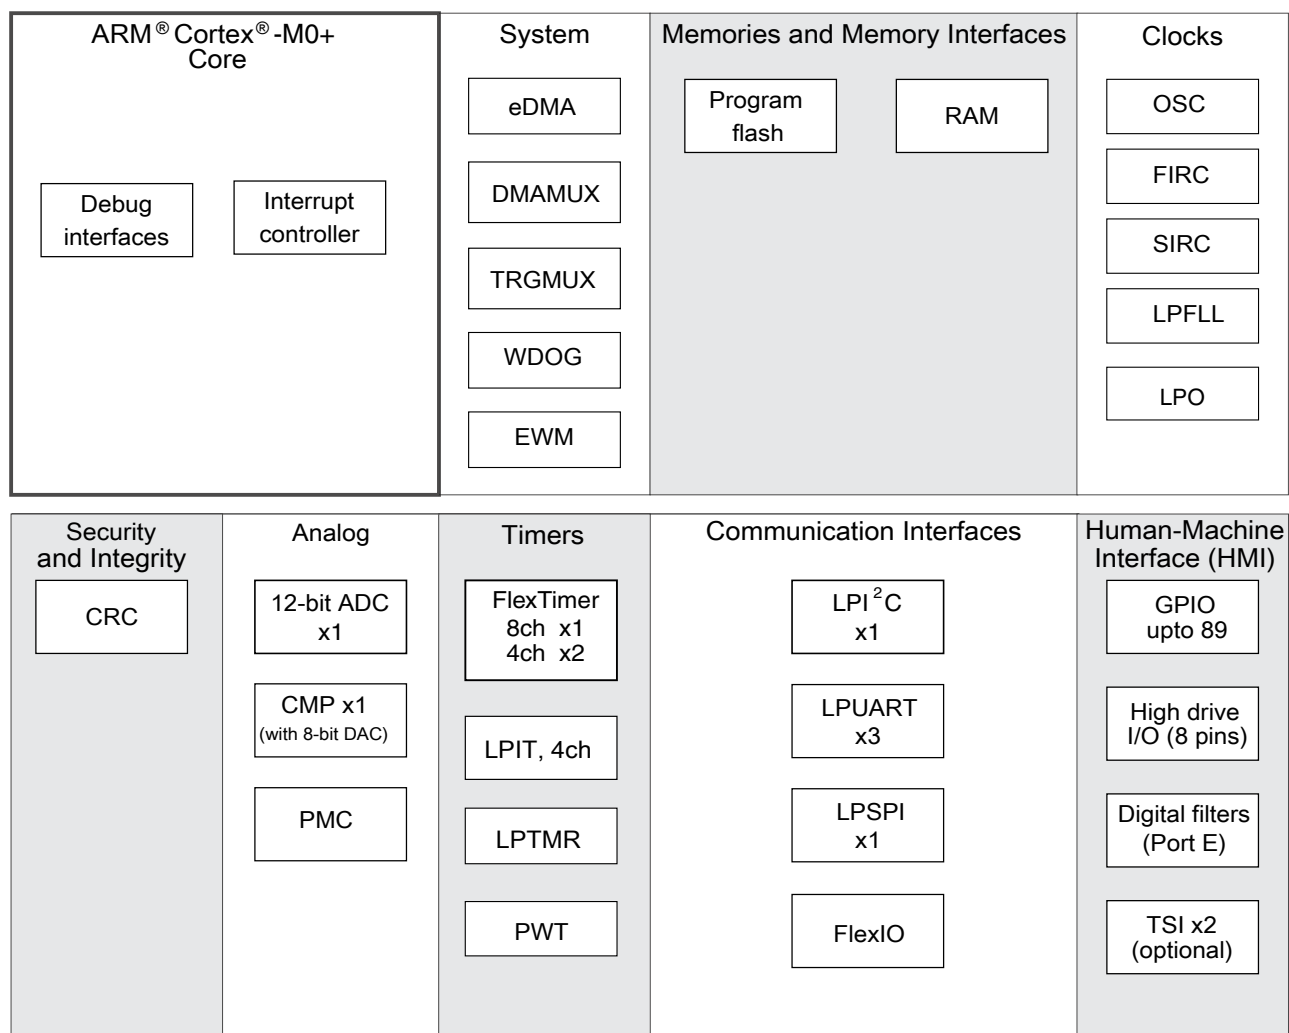 ARM® Cortex®-M0+
Core
Debug
interfaces
Interrupt
controller
System
eDMA
DMAMUX
TRGMUX
WDOG
EWM
Memories and Memory Interfaces
Program
flash
RAM
Clocks
OSC
FIRC
SIRC
LPFLL
LPO
Security
and Integrity
CRC
Analog
12-bit ADC
x1
CMP x1
(with 8-bit DAC)
PMC
Timers
FlexTimer
8ch x1
4ch x2
LPIT, 4ch
LPTMR
PWT
Communication Interfaces
LPI²C
x1
LPUART
x3
LPSPI
x1
FlexIO
Human-Machine
Interface (HMI)
GPIO
upto 89
High drive
I/O (8 pins)
Digital filters
(Port E)
TSI x2
(optional)